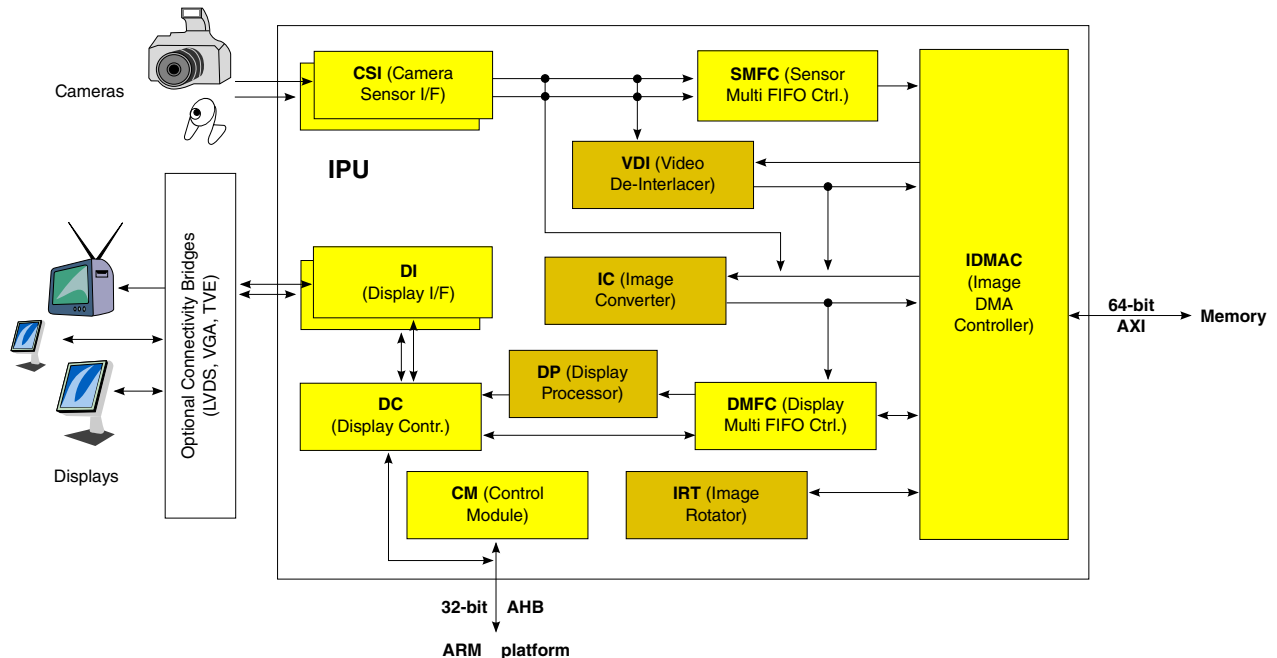 Cameras
CSI (Camera
Sensor I/F)
SMFC (Sensor
Multi FIFO Ctrl.)
IPU
VDI (Video
De-Interlacer)
Optional Connectivity Bridges
(LVDS, VGA, TVE)
DI
(Display I/F)
IC (Image
Converter)
IDMAC
(Image
DMA
Controller)
64-bit
AXI
Memory
DP (Display
Processor)
DC
(Display Contr.)
DMFC (Display
Multi FIFO Ctrl.)
Displays
CM (Control
Module)
IRT (Image
Rotator)
32-bit AHB
ARM platform